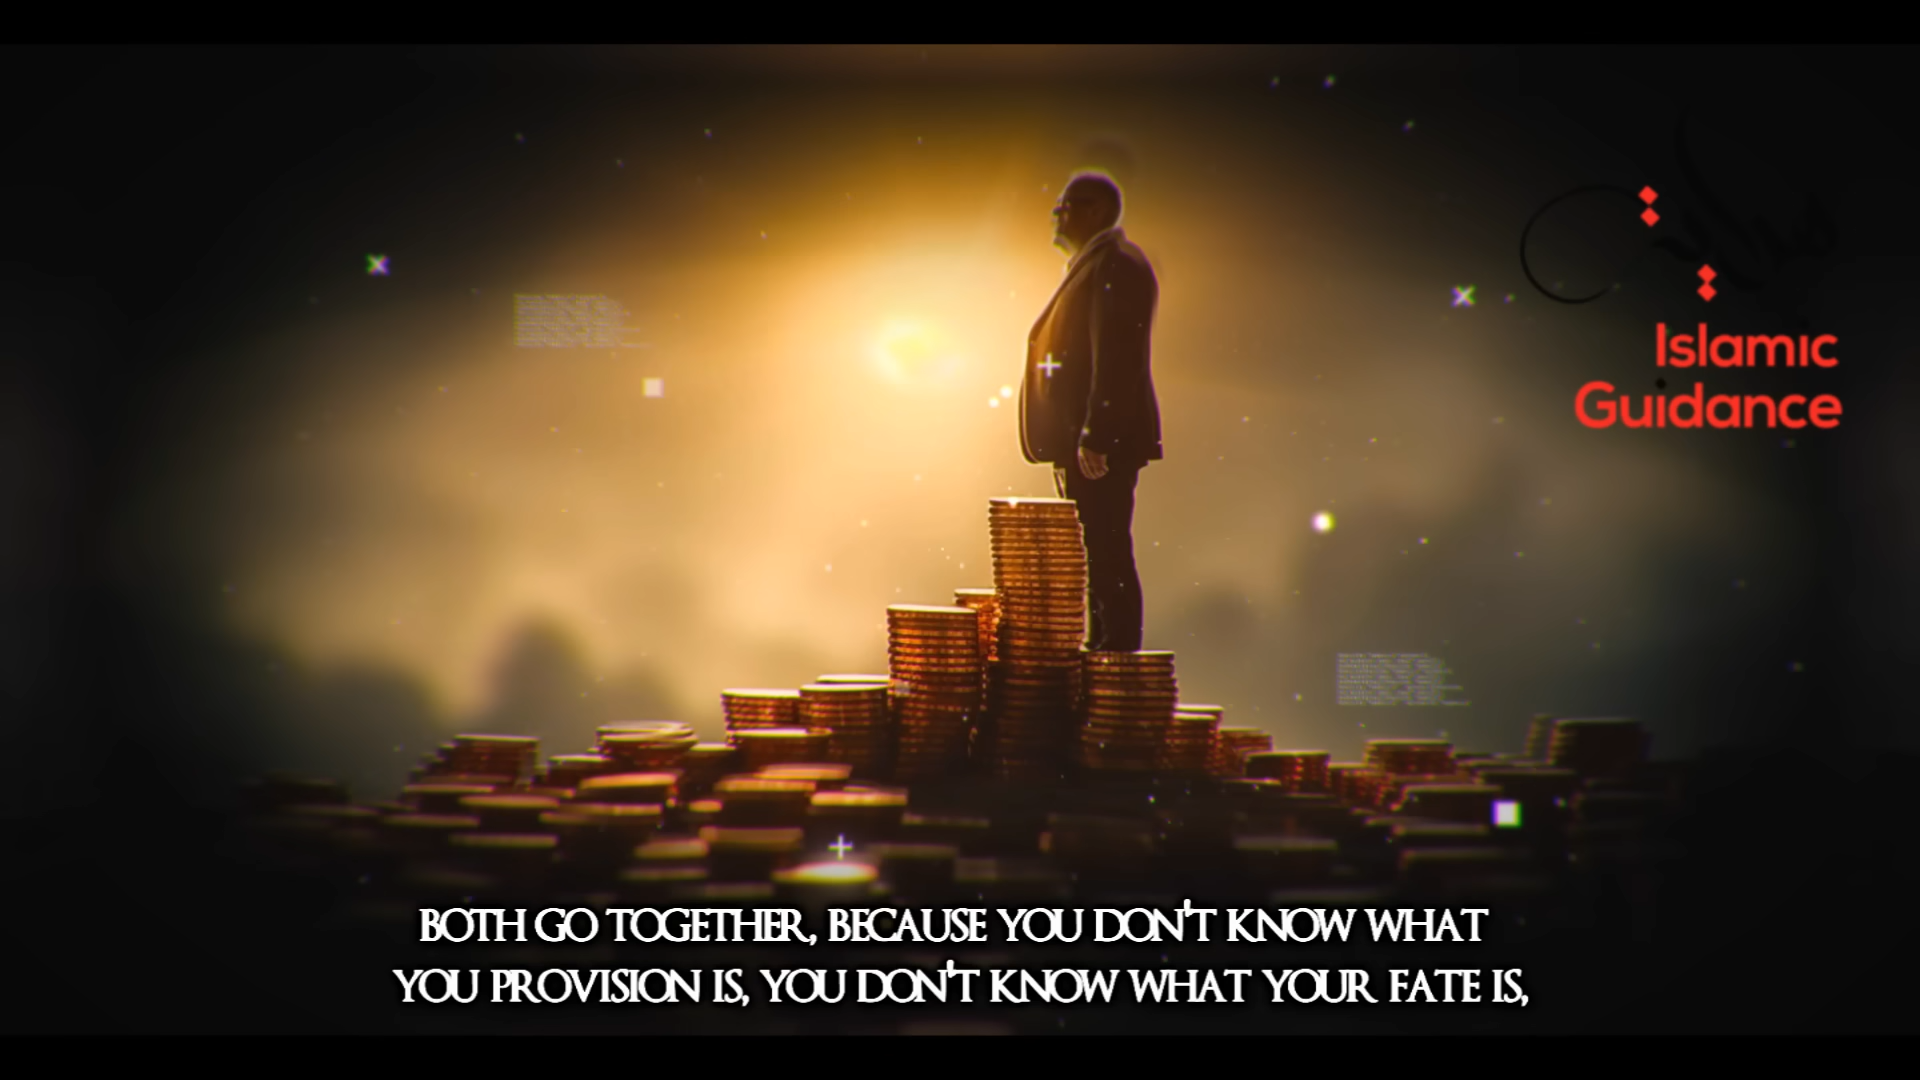 Islamic
Guidance
BOTH GO TOGETHER, BECAUSE YOU DON'T KNOW WHAT
YOU PROVISION IS, YOU DON'T KNOW WHAT YOUR FATE IS,